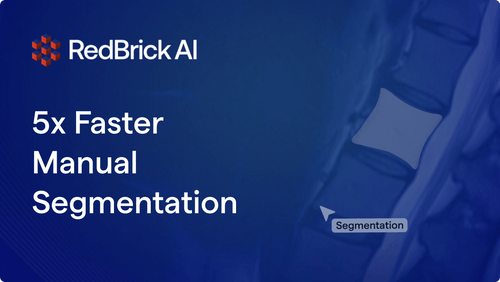 RedBrick AI
5x Faster
Manual
Segmentation
Segmentation